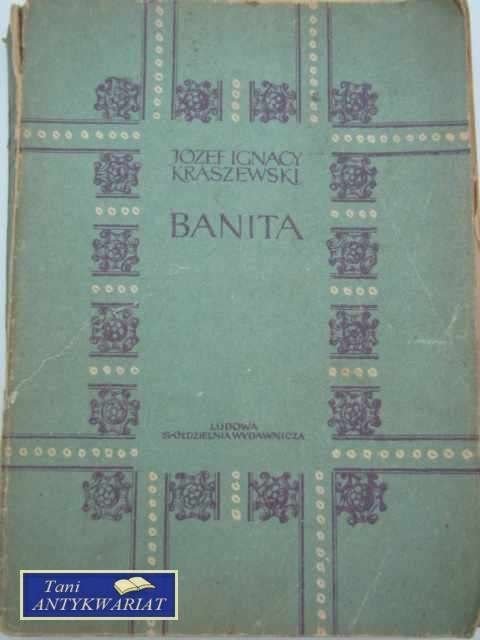 JÓZEF IGNACY
KRASZEWSKI
BANITA
LUDOWA
SPÓŁDZIELNIA WYDAWNICZA
Tani
ANTYKWARIAT